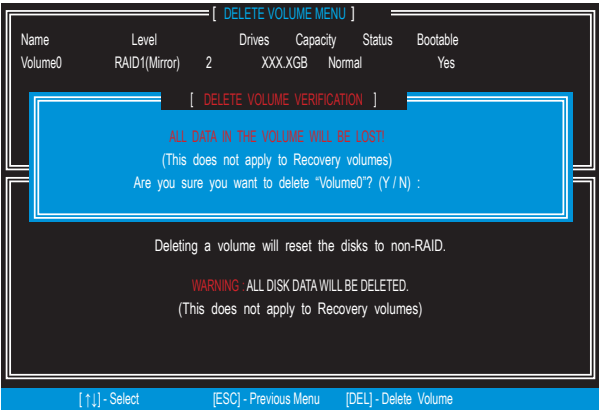 [ DELETE VOLUME MENU ]
Name Level Drives Capacity Status Bootable
Volume0 RAID1(Mirror) 2 XXX.XGB Normal Yes
[ DELETE VOLUME VERIFICATION ]
ALL DATA IN THE VOLUME WILL BE LOST!
(This does not apply to Recovery volumes)
Are you sure you want to delete “Volume0”? (Y / N) :
Deleting a volume will reset the disks to non-RAID.
WARNING : ALL DISK DATA WILL BE DELETED.
(This does not apply to Recovery volumes)
[↑↓] - Select [ESC] - Previous Menu [DEL] - Delete Volume